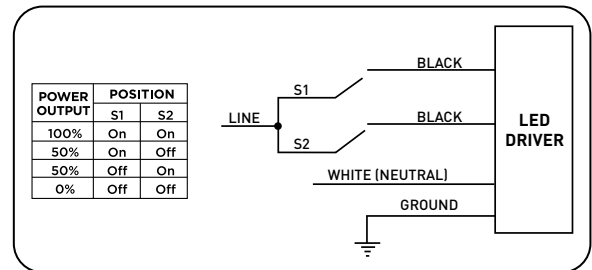 POWER OUTPUT POSITION
S1 S2
100% On On
50% On Off
50% Off On
0% Off Off
LINE
S1
S2
BLACK
BLACK
WHITE (NEUTRAL)
GROUND
LED
DRIVER